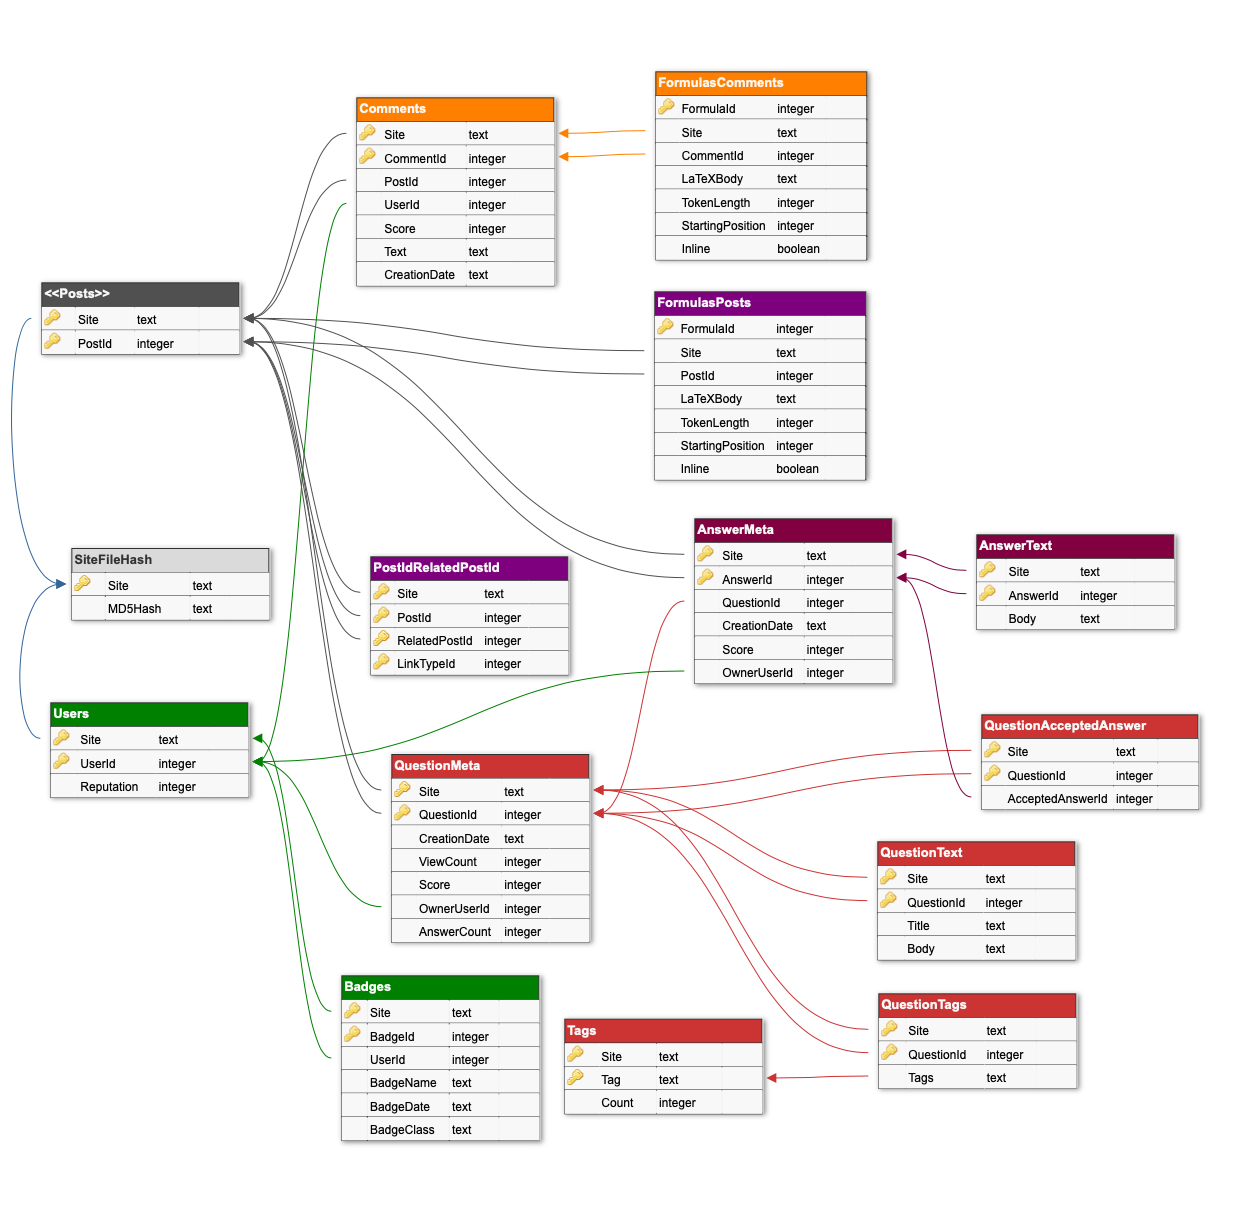 FormulasComments
FormulaId integer
Site text
CommentId integer
LaTeXBody text
TokenLength integer
StartingPosition integer
Inline boolean
Comments
Site text
CommentId integer
PostId integer
UserId integer
Score integer
Text text
CreationDate text
<<Posts>>
Site text
PostId integer
FormulasPosts
FormulaId integer
Site text
PostId integer
LaTeXBody text
TokenLength integer
StartingPosition integer
Inline boolean
AnswerMeta
Site text
AnswerId integer
QuestionId integer
CreationDate text
Score integer
OwnerUserId integer
AnswerText
Site text
AnswerId integer
Body text
SiteFileHash
Site text
MD5Hash text
PostIdRelatedPostId
Site text
PostId integer
RelatedPostId integer
LinkTypeId integer
Users
Site text
UserId integer
Reputation integer
QuestionAcceptedAnswer
Site text
QuestionId integer
AcceptedAnswerId integer
QuestionMeta
Site text
QuestionId integer
CreationDate text
ViewCount integer
Score integer
OwnerUserId integer
AnswerCount integer
QuestionText
Site text
QuestionId integer
Title text
Body text
Badges
Site text
BadgeId integer
UserId integer
BadgeName text
BadgeDate text
BadgeClass text
Tags
Site text
Tag text
Count integer
QuestionTags
Site text
QuestionId integer
Tags text